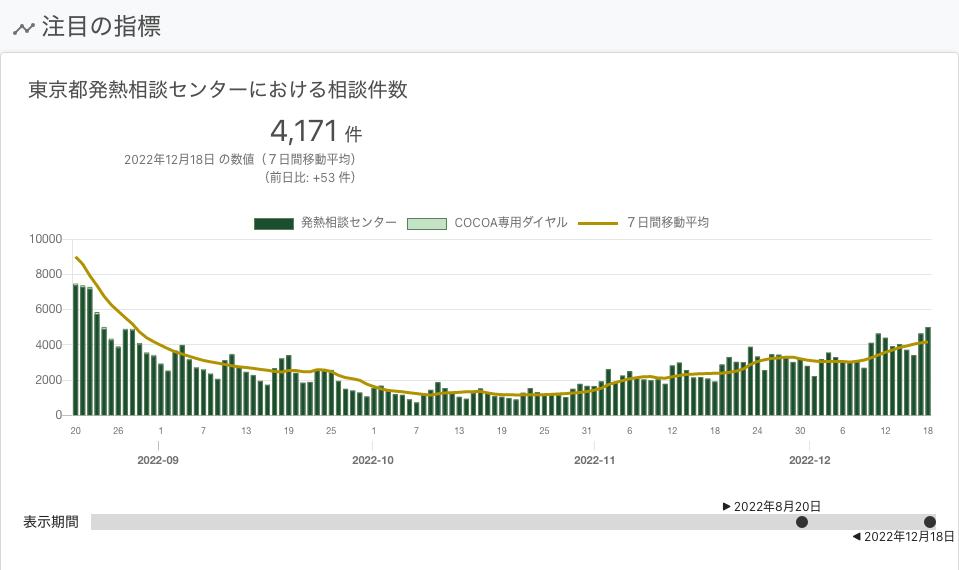 注目の指標
東京都発熱相談センターにおける相談件数
4,171 件
2022年12月18日 の数値（７日間移動平均）
（前日比: +53 件）
発熱相談センター COCOA専用ダイヤル ７日間移動平均
10000
8000
6000
4000
2000
0
20 26 1 7 13 19 25 1 7 13 19 25 31 6 12 18 24 30 6 12 18
2022-09 2022-10 2022-11 2022-12
▶ 2022年8月20日
表示期間
◀ 2022年12月18日